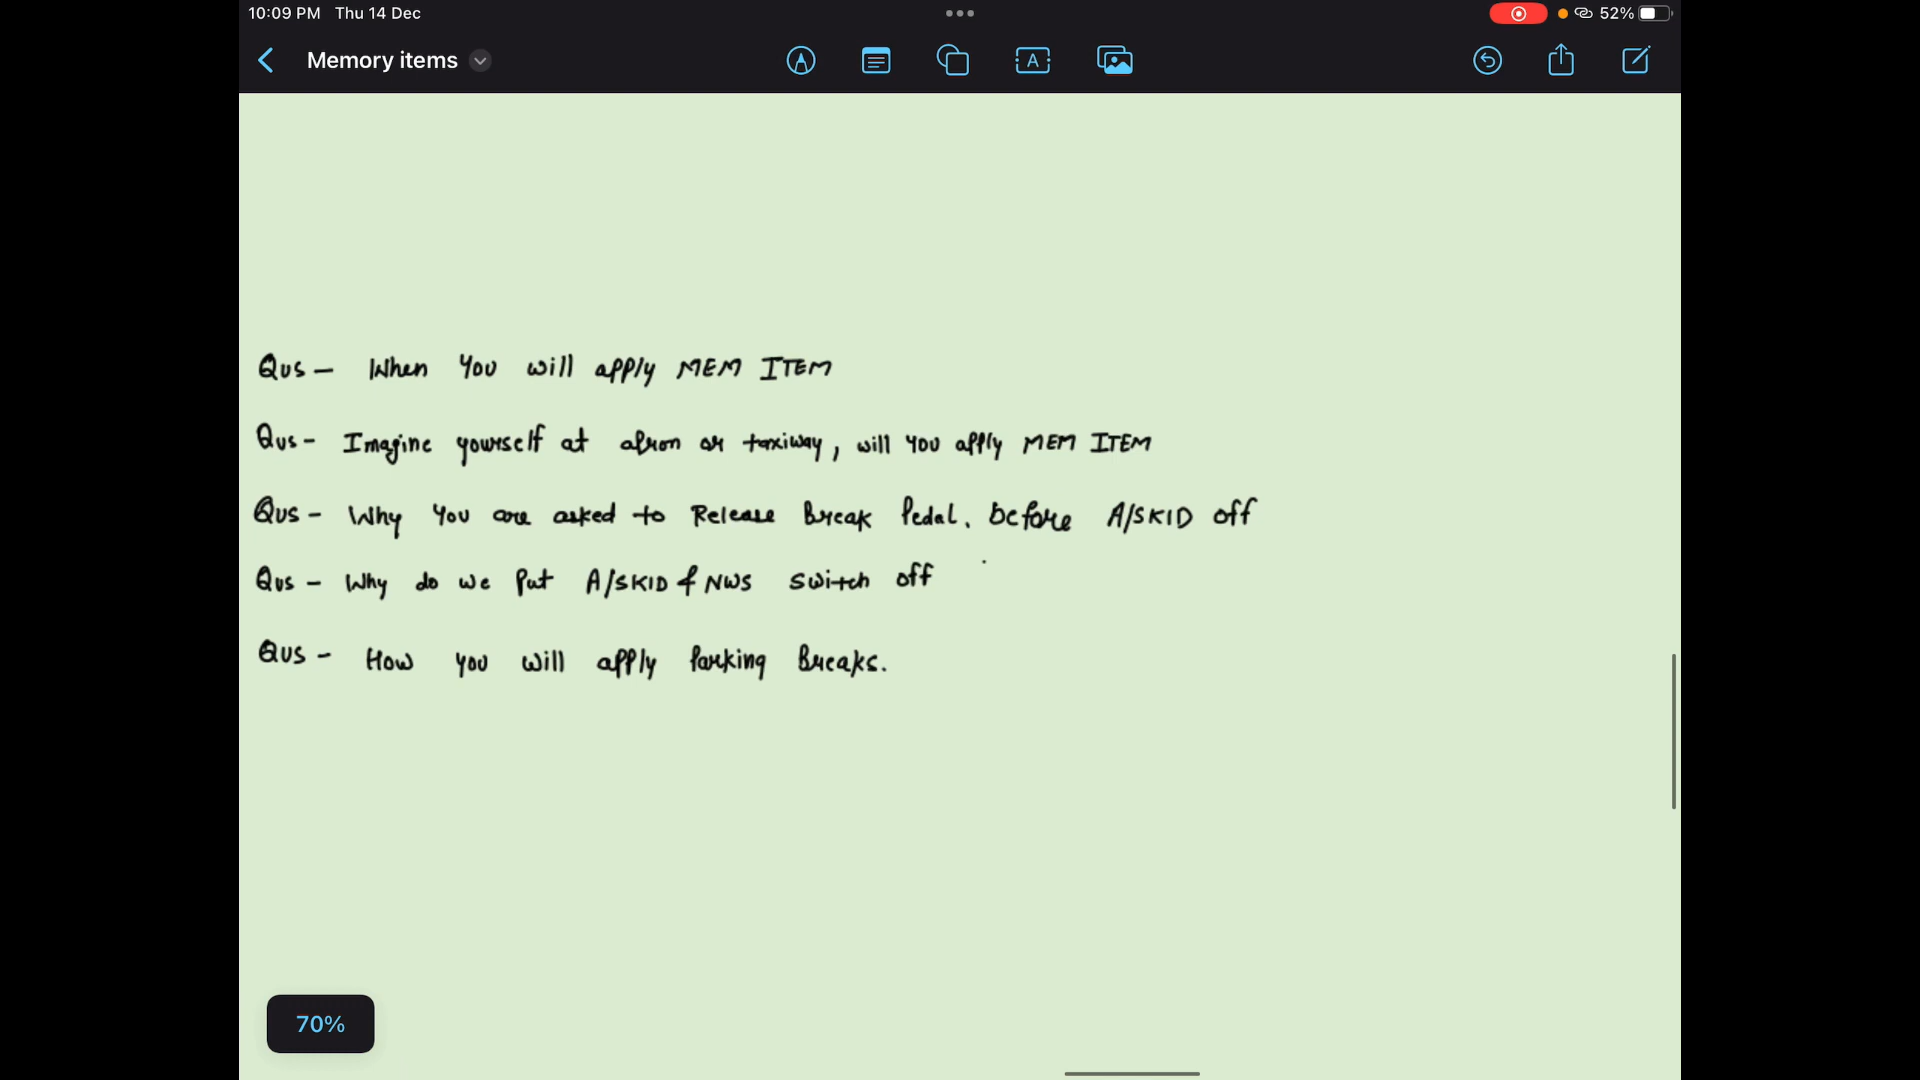 10:09 PM Thu 14 Dec
52%
Memory items
A
Qus - When You will apply MEM ITEM
Qus - Imagine yourself at apron or taxiway, will you apply MEM ITEM
Qus - Why You are asked to Release Break Pedal. Before A/SKID off
Qus - Why do we Put A/SKID & NWS Switch off
Qus - How you will apply Parking Breaks.
70%